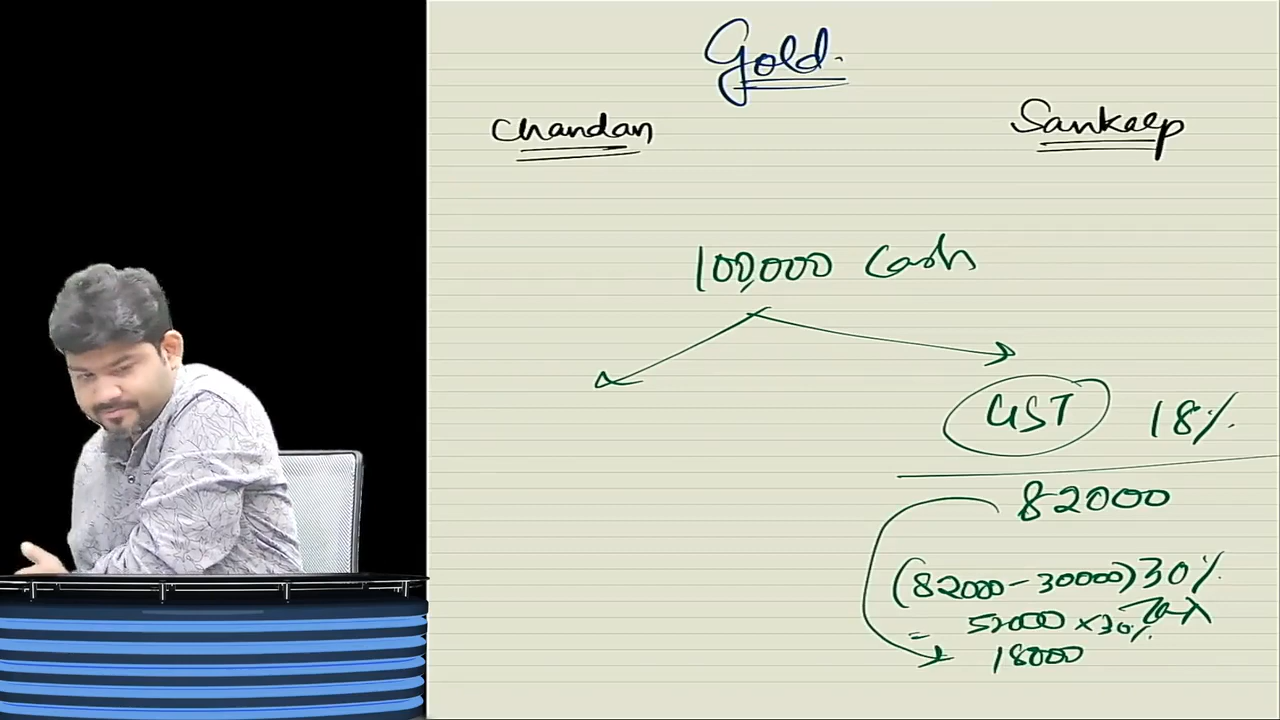 Gold.
Chandan
Sankalp
100,000 Cash
GST 18%.
82000
(82000-30000) 30%.
= 52000 x 30%. Tax
18000